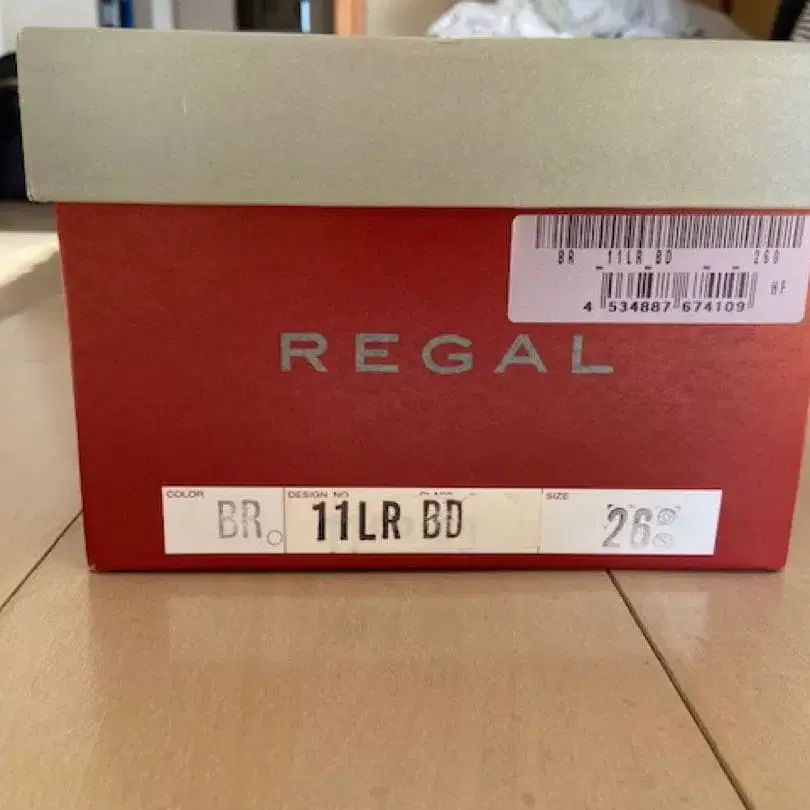 BR 11LR BD 260
HF
4 534887 674109
REGAL
COLOR DESIGN NO SIZE
BR 11LR BD 26